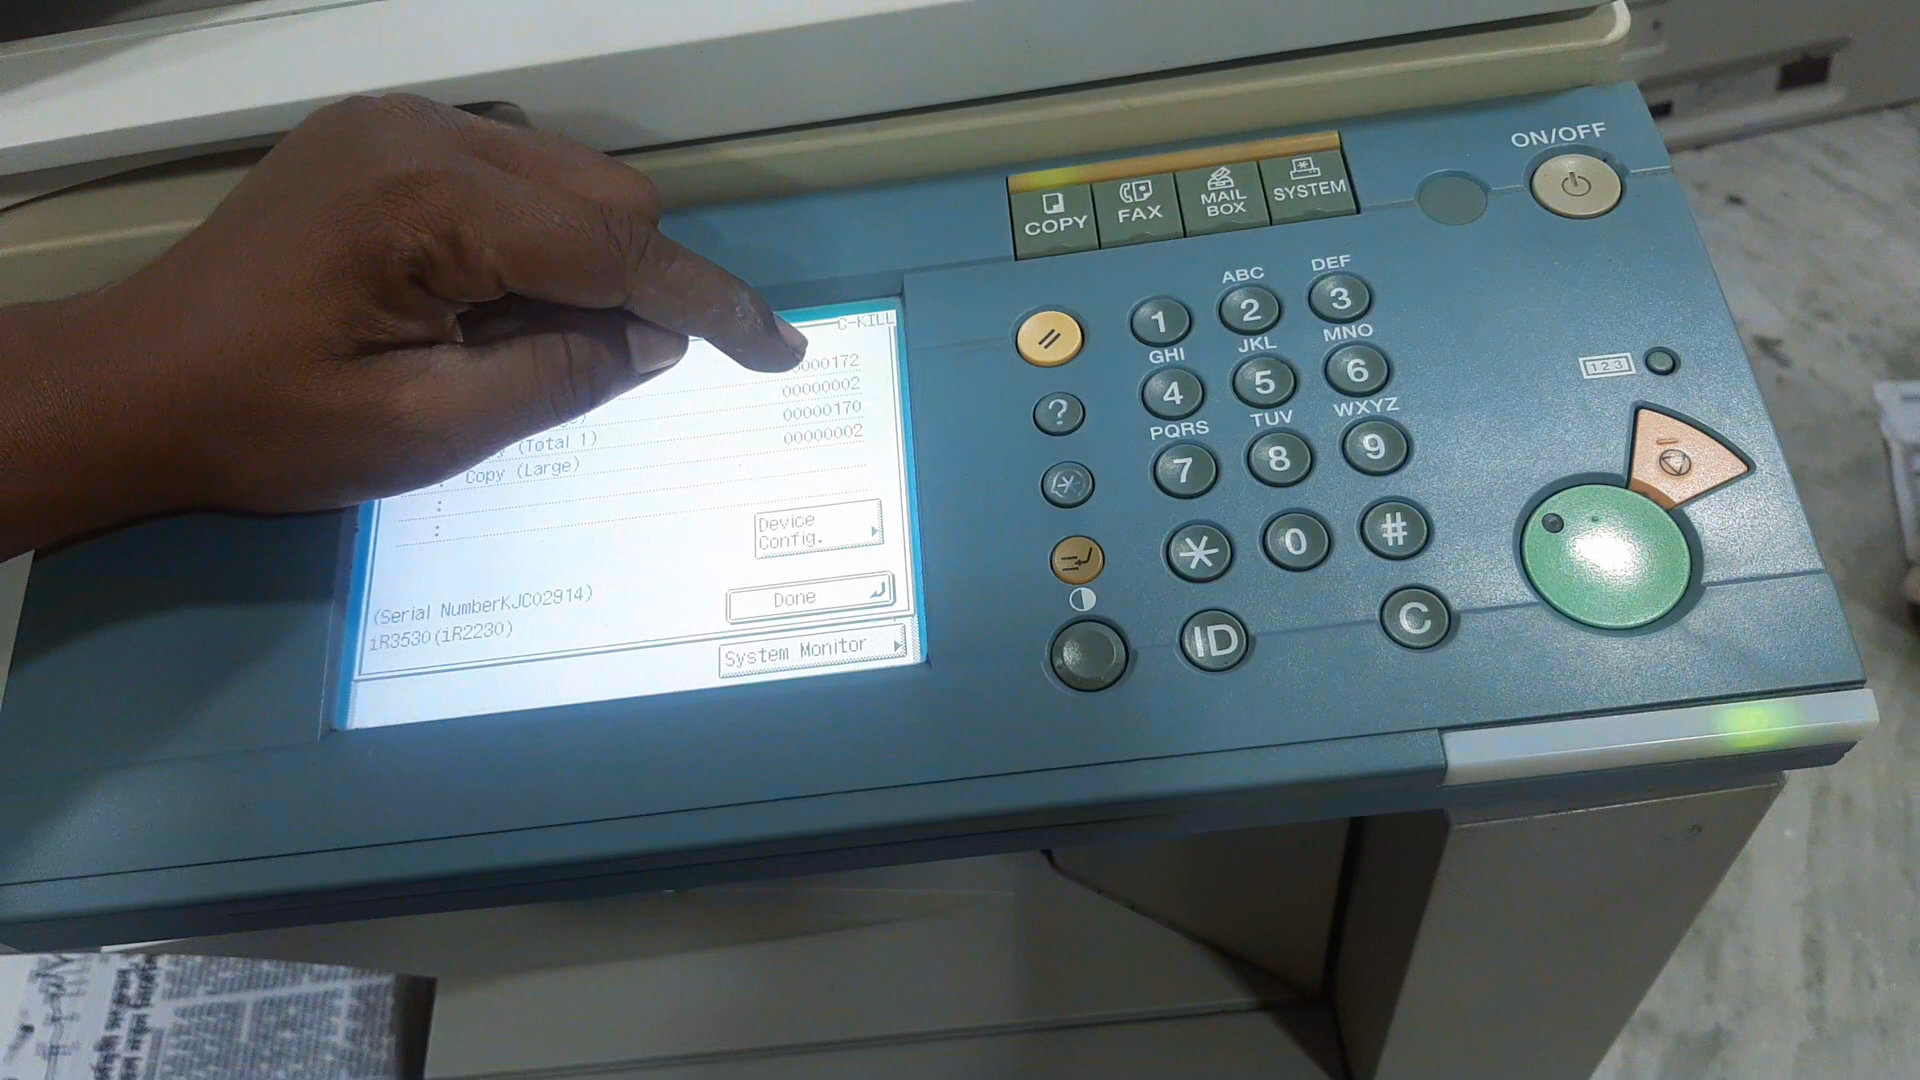 ON/OFF
COPY
FAX
MAIL
BOX
SYSTEM
C-KILL
000172
00000002
00000170
(Total 1) 00000002
: Copy (Large)
:
:
Device
Config.
Done
(Serial NumberKJC02914)
iR3530(iR2230)
System Monitor
ABC
DEF
1
2
3
GHI
JKL
MNO
4
5
6
PQRS
TUV
WXYZ
7
8
9
*
0
#
ID
C
?
123